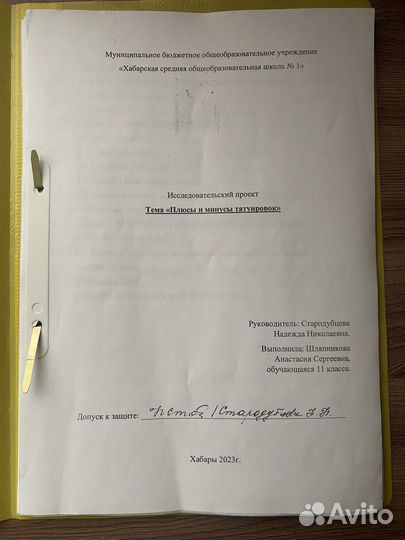 Муниципальное бюджетное общеобразовательное учреждение
«Хабарская средняя общеобразовательная школа № 1»
Исследовательский проект
Тема «Плюсы и минусы татуировок»
Руководитель: Стародубцева
Надежда Николаевна.
Выполнила: Шляпникова
Анастасия Сергеевна,
обучающаяся 11 класса.
Допуск к защите:
Хабары 2023г.
Avito